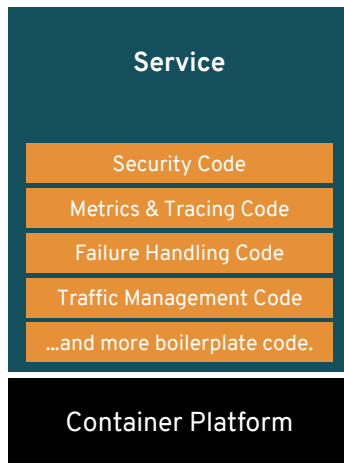 Service
Security Code
Metrics & Tracing Code
Failure Handling Code
Traffic Management Code
...and more boilerplate code.
Container Platform